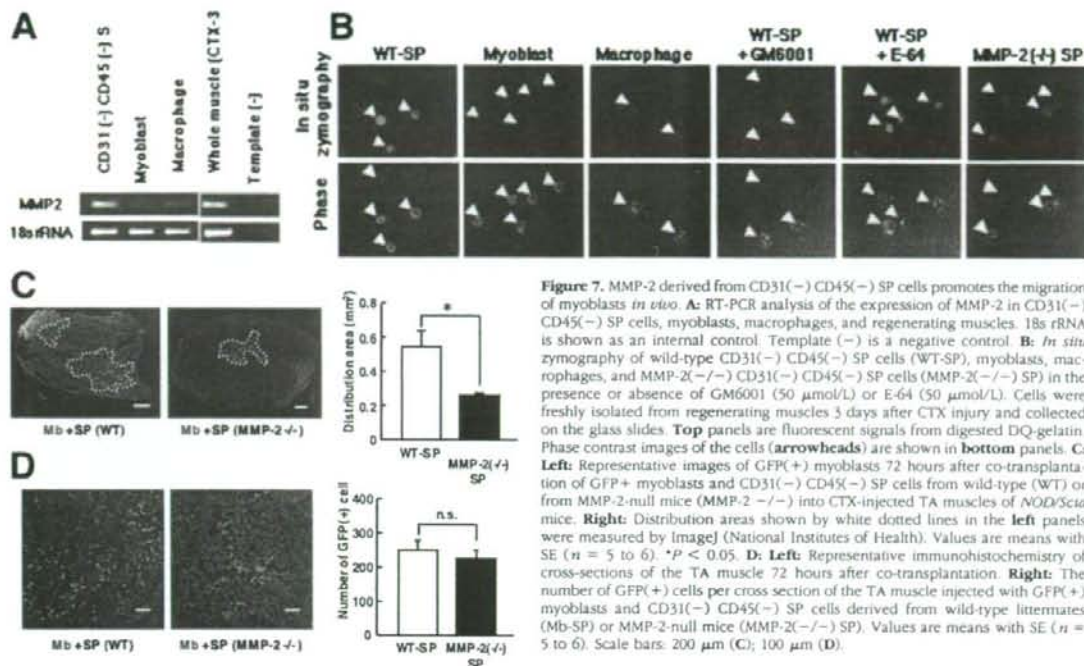 A
CD31 (-) CD45 (-) S
Myoblast
Macrophage
Whole muscle (CTX-3
Template (-)
MMP2
18s rRNA
B
WT-SP
Myoblast
Macrophage
WT-SP
+GM6001
WT-SP
+ E-64
MMP-2 (-/-) SP
In situ
zymography
Phase
C
Mb +SP (WT)
Mb+SP (MMP-2 -/-)
Distribution area (mm²)
0.8
0.6
0.4
0.2
0
*
WT-SP
MMP-2(-/-)
SP
D
Mb +SP (WT)
Mb +SP (MMP-2 -/-)
Number of GFP(+) cell
400
300
200
100
0
n.s.
WT-SP
MMP-2(-/-)
SP
Figure 7. MMP-2 derived from CD31(−) CD45(−) SP cells promotes the migration
of myoblasts in vivo. A: RT-PCR analysis of the expression of MMP-2 in CD31(−)
CD45(−) SP cells, myoblasts, macrophages, and regenerating muscles. 18s rRNA
is shown as an internal control. Template (−) is a negative control. B: In situ
zymography of wild-type CD31(−) CD45(−) SP cells (WT-SP), myoblasts, mac-
rophages, and MMP-2(−/−) CD31(−) CD45(−) SP cells (MMP-2(−/−) SP) in the
presence or absence of GM6001 (50 μmol/L) or E-64 (50 μmol/L). Cells were
freshly isolated from regenerating muscles 3 days after CTX injury and collected
on the glass slides. Top panels are fluorescent signals from digested DQ-gelatin.
Phase contrast images of the cells (arrowheads) are shown in bottom panels. C:
Left: Representative images of GFP(+) myoblasts 72 hours after co-transplanta-
tion of GFP+ myoblasts and CD31(−) CD45(−) SP cells from wild-type (WT) or
from MMP-2-null mice (MMP-2 −/−) into CTX-injected TA muscles of NOD/Scid
mice. Right: Distribution areas shown by white dotted lines in the left panels
were measured by ImageJ (National Institutes of Health). Values are means with
SE (n = 5 to 6). *P < 0.05. D: Left: Representative immunohistochemistry of
cross-sections of the TA muscle 72 hours after co-transplantation. Right: The
number of GFP(+) cells per cross section of the TA muscle injected with GFP(+)
myoblasts and CD31(−) CD45(−) SP cells derived from wild-type littermates
(Mb-SP) or MMP-2-null mice (MMP-2(−/−) SP). Values are means with SE (n =
5 to 6). Scale bars: 200 μm (C); 100 μm (D).